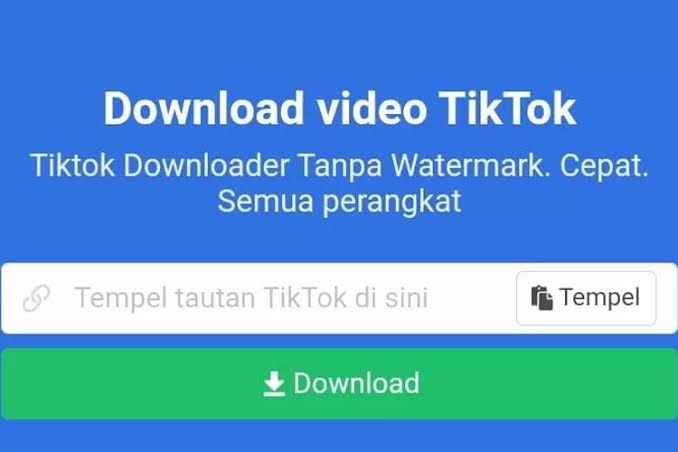 Download video TikTok
Tiktok Downloader Tanpa Watermark. Cepat.
Semua perangkat
Tempel tautan TikTok di sini
Tempel
Download